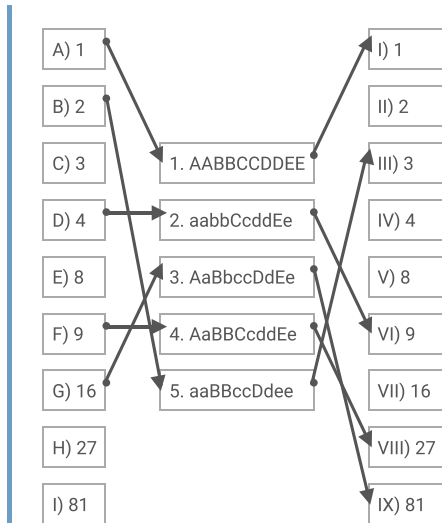 A) 1
B) 2
C) 3
D) 4
E) 8
F) 9
G) 16
H) 27
I) 81
1. AABBCCDDEE
2. aabbCcddEe
3. AaBbccDdEe
4. AaBBCcddEe
5. aaBBccDdee
I) 1
II) 2
III) 3
IV) 4
V) 8
VI) 9
VII) 16
VIII) 27
IX) 81